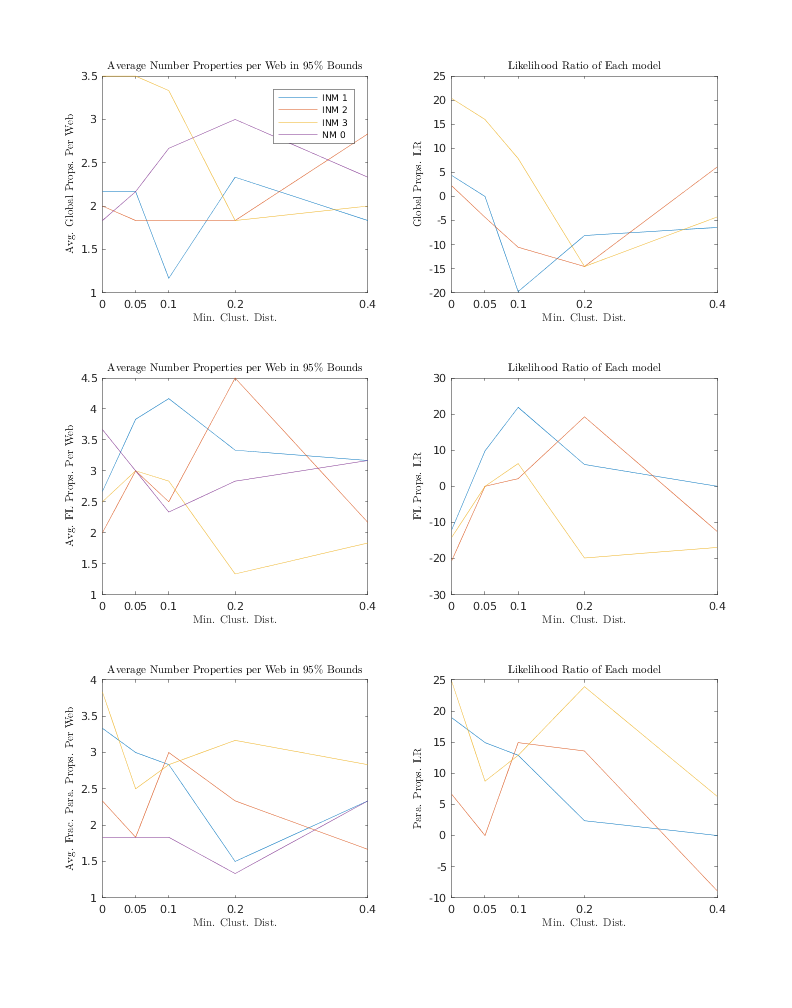 Average Number Properties per Web in 95% Bounds
Avg. Global Props. Per Web
3.5
3
2.5
2
1.5
1
0 0.05 0.1 0.2 0.4
Min. Clust. Dist.
INM 1
INM 2
INM 3
NM 0
Likelihood Ratio of Each model
Global Props. LR
25
20
15
10
5
0
-5
-10
-15
-20
0 0.05 0.1 0.2 0.4
Min. Clust. Dist.
Average Number Properties per Web in 95% Bounds
Avg. FL Props. Per Web
4.5
4
3.5
3
2.5
2
1.5
1
0 0.05 0.1 0.2 0.4
Min. Clust. Dist.
Likelihood Ratio of Each model
FL Props. LR
30
20
10
0
-10
-20
-30
0 0.05 0.1 0.2 0.4
Min. Clust. Dist.
Average Number Properties per Web in 95% Bounds
Avg. Frac. Para. Props. Per Web
4
3.5
3
2.5
2
1.5
1
0 0.05 0.1 0.2 0.4
Min. Clust. Dist.
Likelihood Ratio of Each model
Para. Props. LR
25
20
15
10
5
0
-5
-10
0 0.05 0.1 0.2 0.4
Min. Clust. Dist.